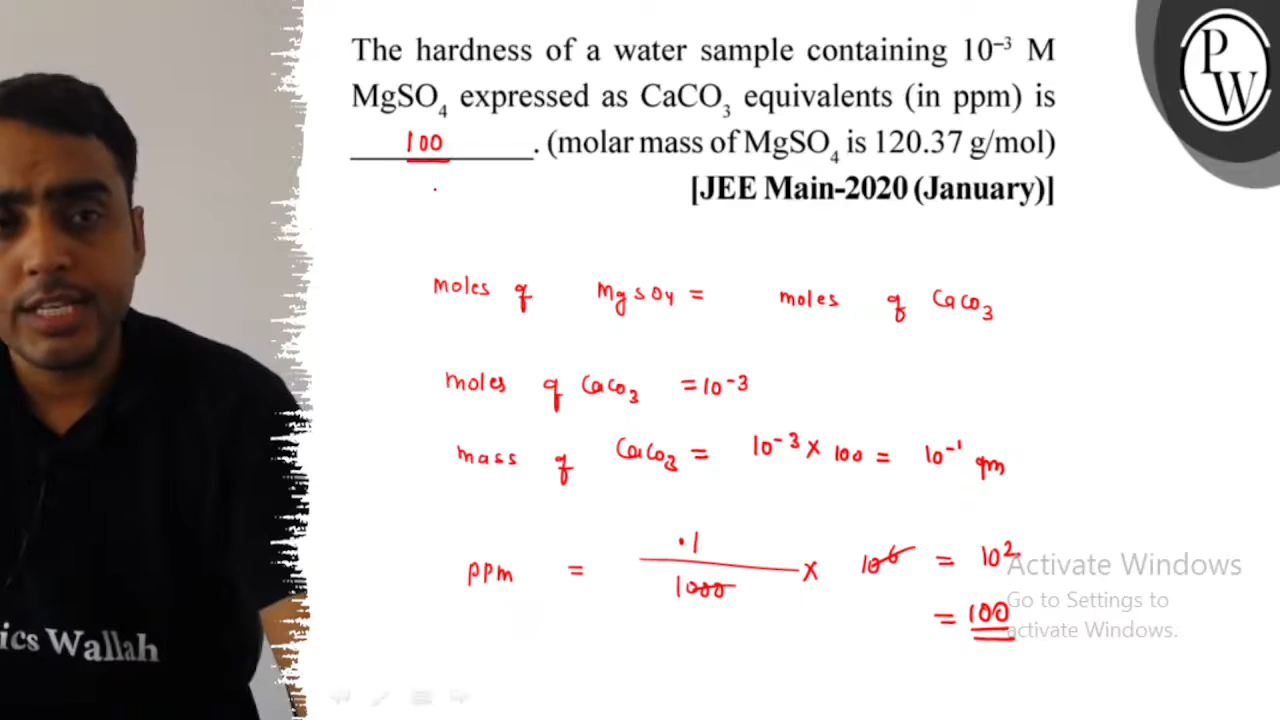 The hardness of a water sample containing 10⁻³ M
MgSO₄ expressed as CaCO₃ equivalents (in ppm) is
100 . (molar mass of MgSO₄ is 120.37 g/mol)
[JEE Main-2020 (January)]
PW
moles of MgSO4 = moles of CaCO3
moles of CaCO3 = 10⁻³
mass of CaCO3 = 10⁻³ × 100 = 10⁻¹ gm
ppm = .1 / 1000 × 10⁶ = 10²
= 100
Activate Windows
Go to Settings to
activate Windows.
ics Wallah